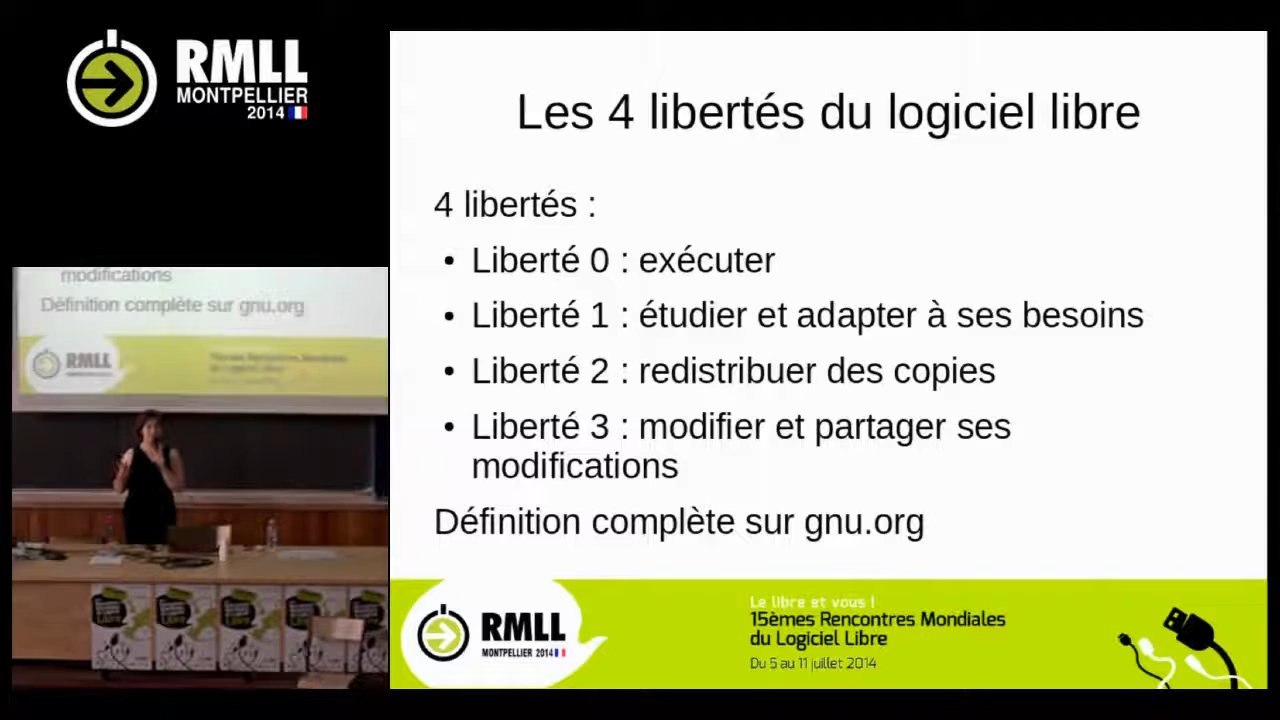 RMLL
MONTPELLIER
2014
Les 4 libertés du logiciel libre
4 libertés :
• Liberté 0 : exécuter
• Liberté 1 : étudier et adapter à ses besoins
• Liberté 2 : redistribuer des copies
• Liberté 3 : modifier et partager ses
modifications
Définition complète sur gnu.org
RMLL
MONTPELLIER 2014
Le libre et vous !
15èmes Rencontres Mondiales
du Logiciel Libre
Du 5 au 11 juillet 2014
modifications
Définition complète sur gnu.org
RMLL